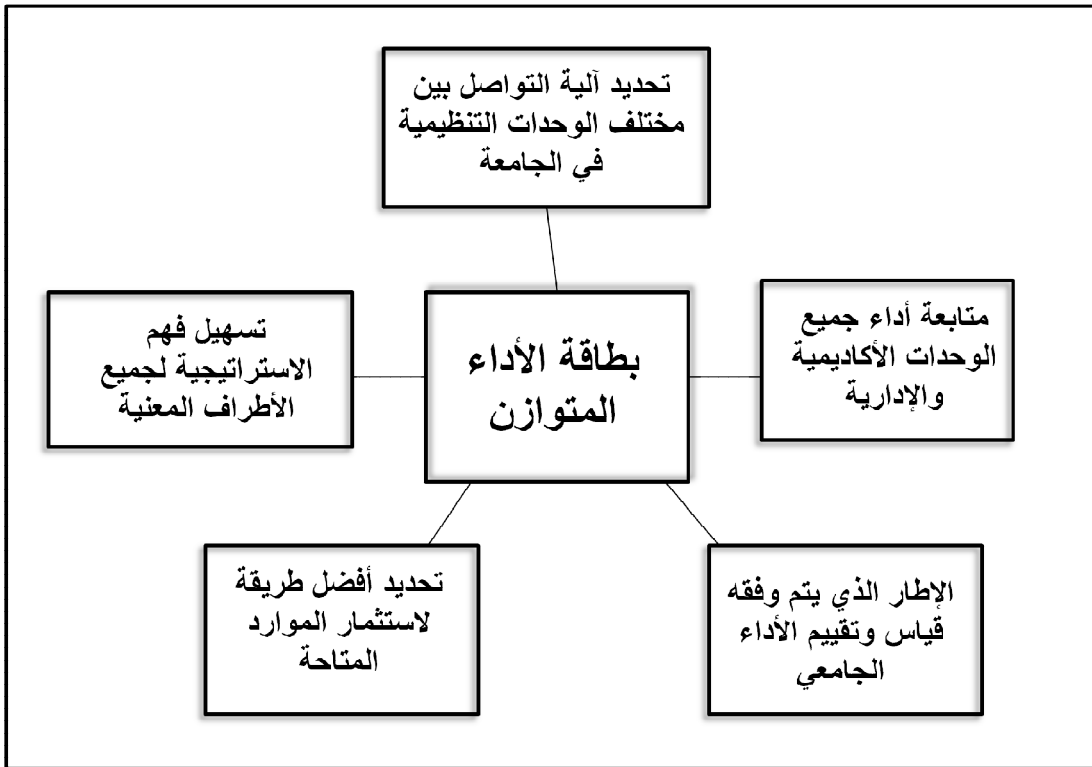 تحديد آلية التواصل بين
مختلف الوحدات التنظيمية
في الجامعة
متابعة أداء جميع
الوحدات الأكاديمية
والإدارية
بطاقة الأداء
المتوازن
تسهيل فهم
الاستراتيجية لجميع
الأطراف المعنية
الإطار الذي يتم وفقه
قياس وتقييم الأداء
الجامعي
تحديد أفضل طريقة
لاستثمار الموارد
المتاحة